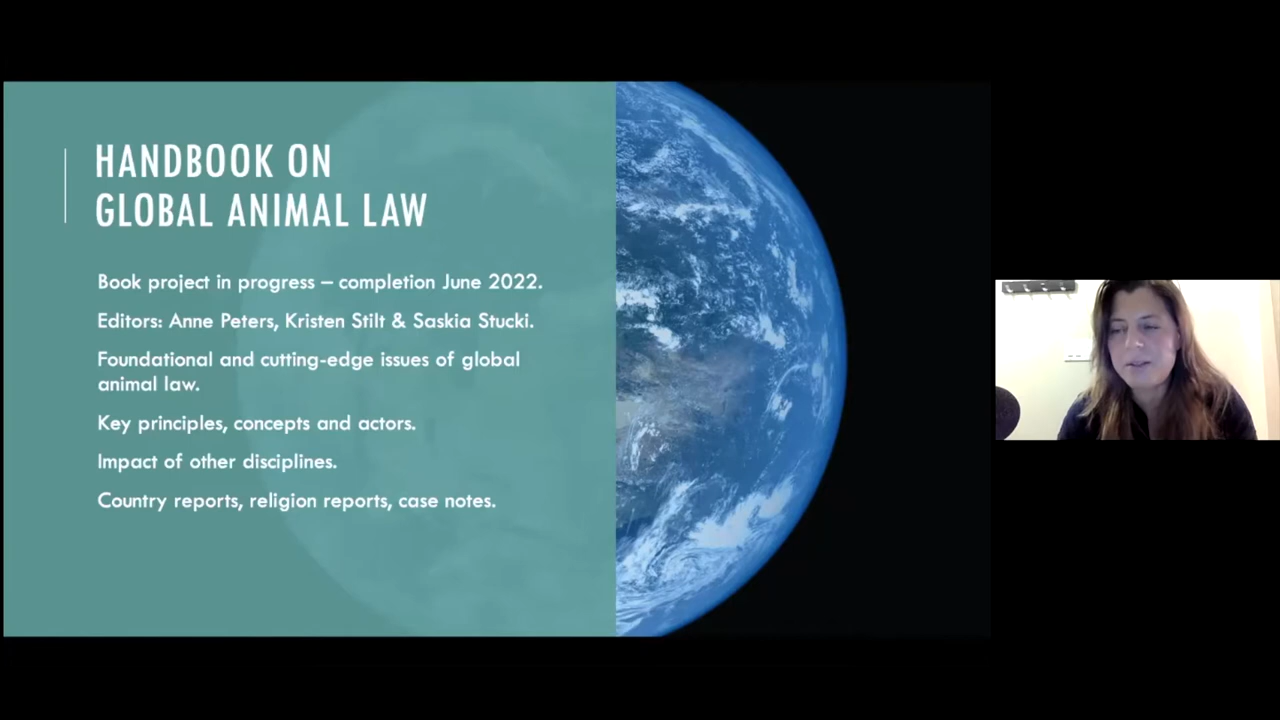 HANDBOOK ON
GLOBAL ANIMAL LAW
Book project in progress – completion June 2022.
Editors: Anne Peters, Kristen Stilt & Saskia Stucki.
Foundational and cutting-edge issues of global
animal law.
Key principles, concepts and actors.
Impact of other disciplines.
Country reports, religion reports, case notes.